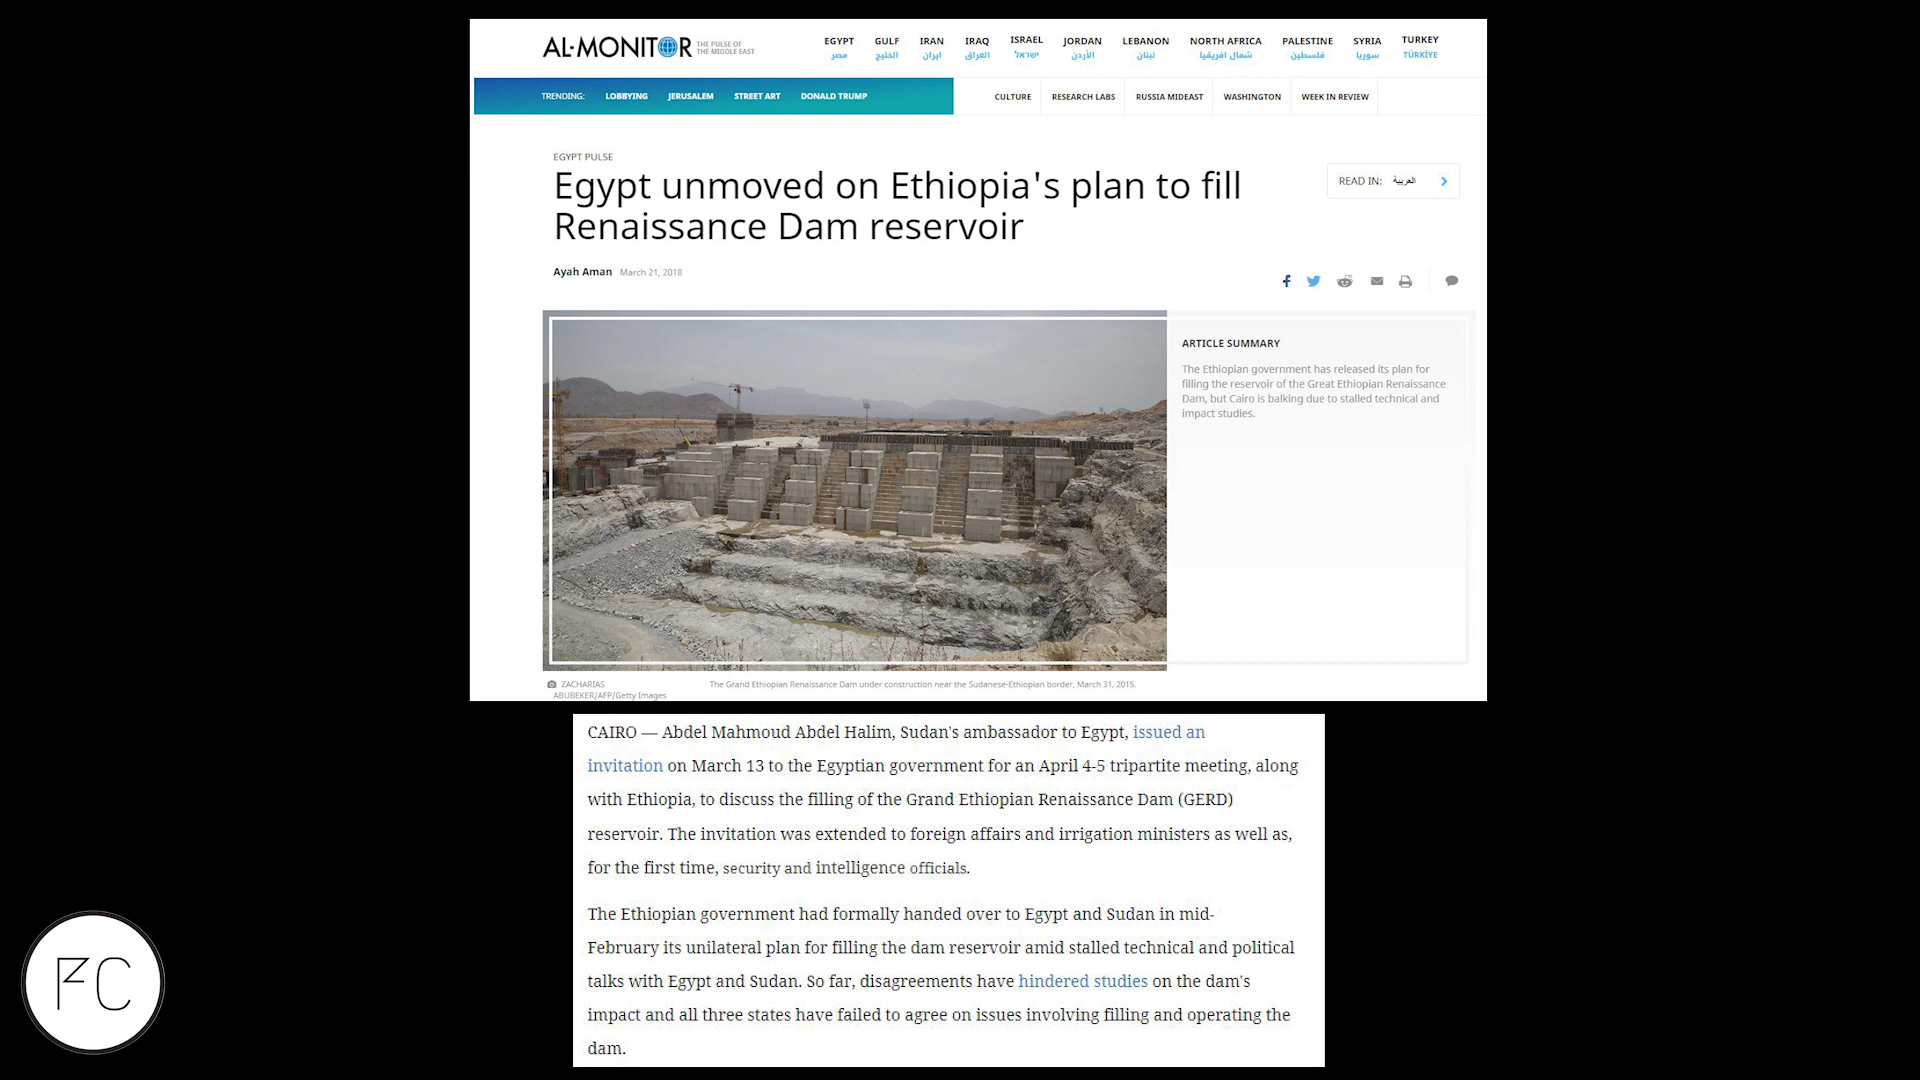 AL-MONITOR THE PULSE OF
THE MIDDLE EAST
EGYPT GULF IRAN IRAQ ISRAEL JORDAN LEBANON NORTH AFRICA PALESTINE SYRIA TURKEY
مصر الخليج ايران العراق ישראל الأردن لبنان شمال افريقيا فلسطين سوريا TÜRKİYE
TRENDING: LOBBYING JERUSALEM STREET ART DONALD TRUMP CULTURE RESEARCH LABS RUSSIA MIDEAST WASHINGTON WEEK IN REVIEW
EGYPT PULSE
Egypt unmoved on Ethiopia's plan to fill
Renaissance Dam reservoir
READ IN: العربية
Ayah Aman March 21, 2018
ARTICLE SUMMARY
The Ethiopian government has released its plan for
filling the reservoir of the Great Ethiopian Renaissance
Dam, but Cairo is balking due to stalled technical and
impact studies.
ZACHARIAS
ABUBEKER/AFP/Getty Images
The Grand Ethiopian Renaissance Dam under construction near the Sudanese-Ethiopian border, March 31, 2015.
CAIRO — Abdel Mahmoud Abdel Halim, Sudan's ambassador to Egypt, issued an
invitation on March 13 to the Egyptian government for an April 4-5 tripartite meeting, along
with Ethiopia, to discuss the filling of the Grand Ethiopian Renaissance Dam (GERD)
reservoir. The invitation was extended to foreign affairs and irrigation ministers as well as,
for the first time, security and intelligence officials.
The Ethiopian government had formally handed over to Egypt and Sudan in mid-
February its unilateral plan for filling the dam reservoir amid stalled technical and political
talks with Egypt and Sudan. So far, disagreements have hindered studies on the dam's
impact and all three states have failed to agree on issues involving filling and operating the
dam.
FC